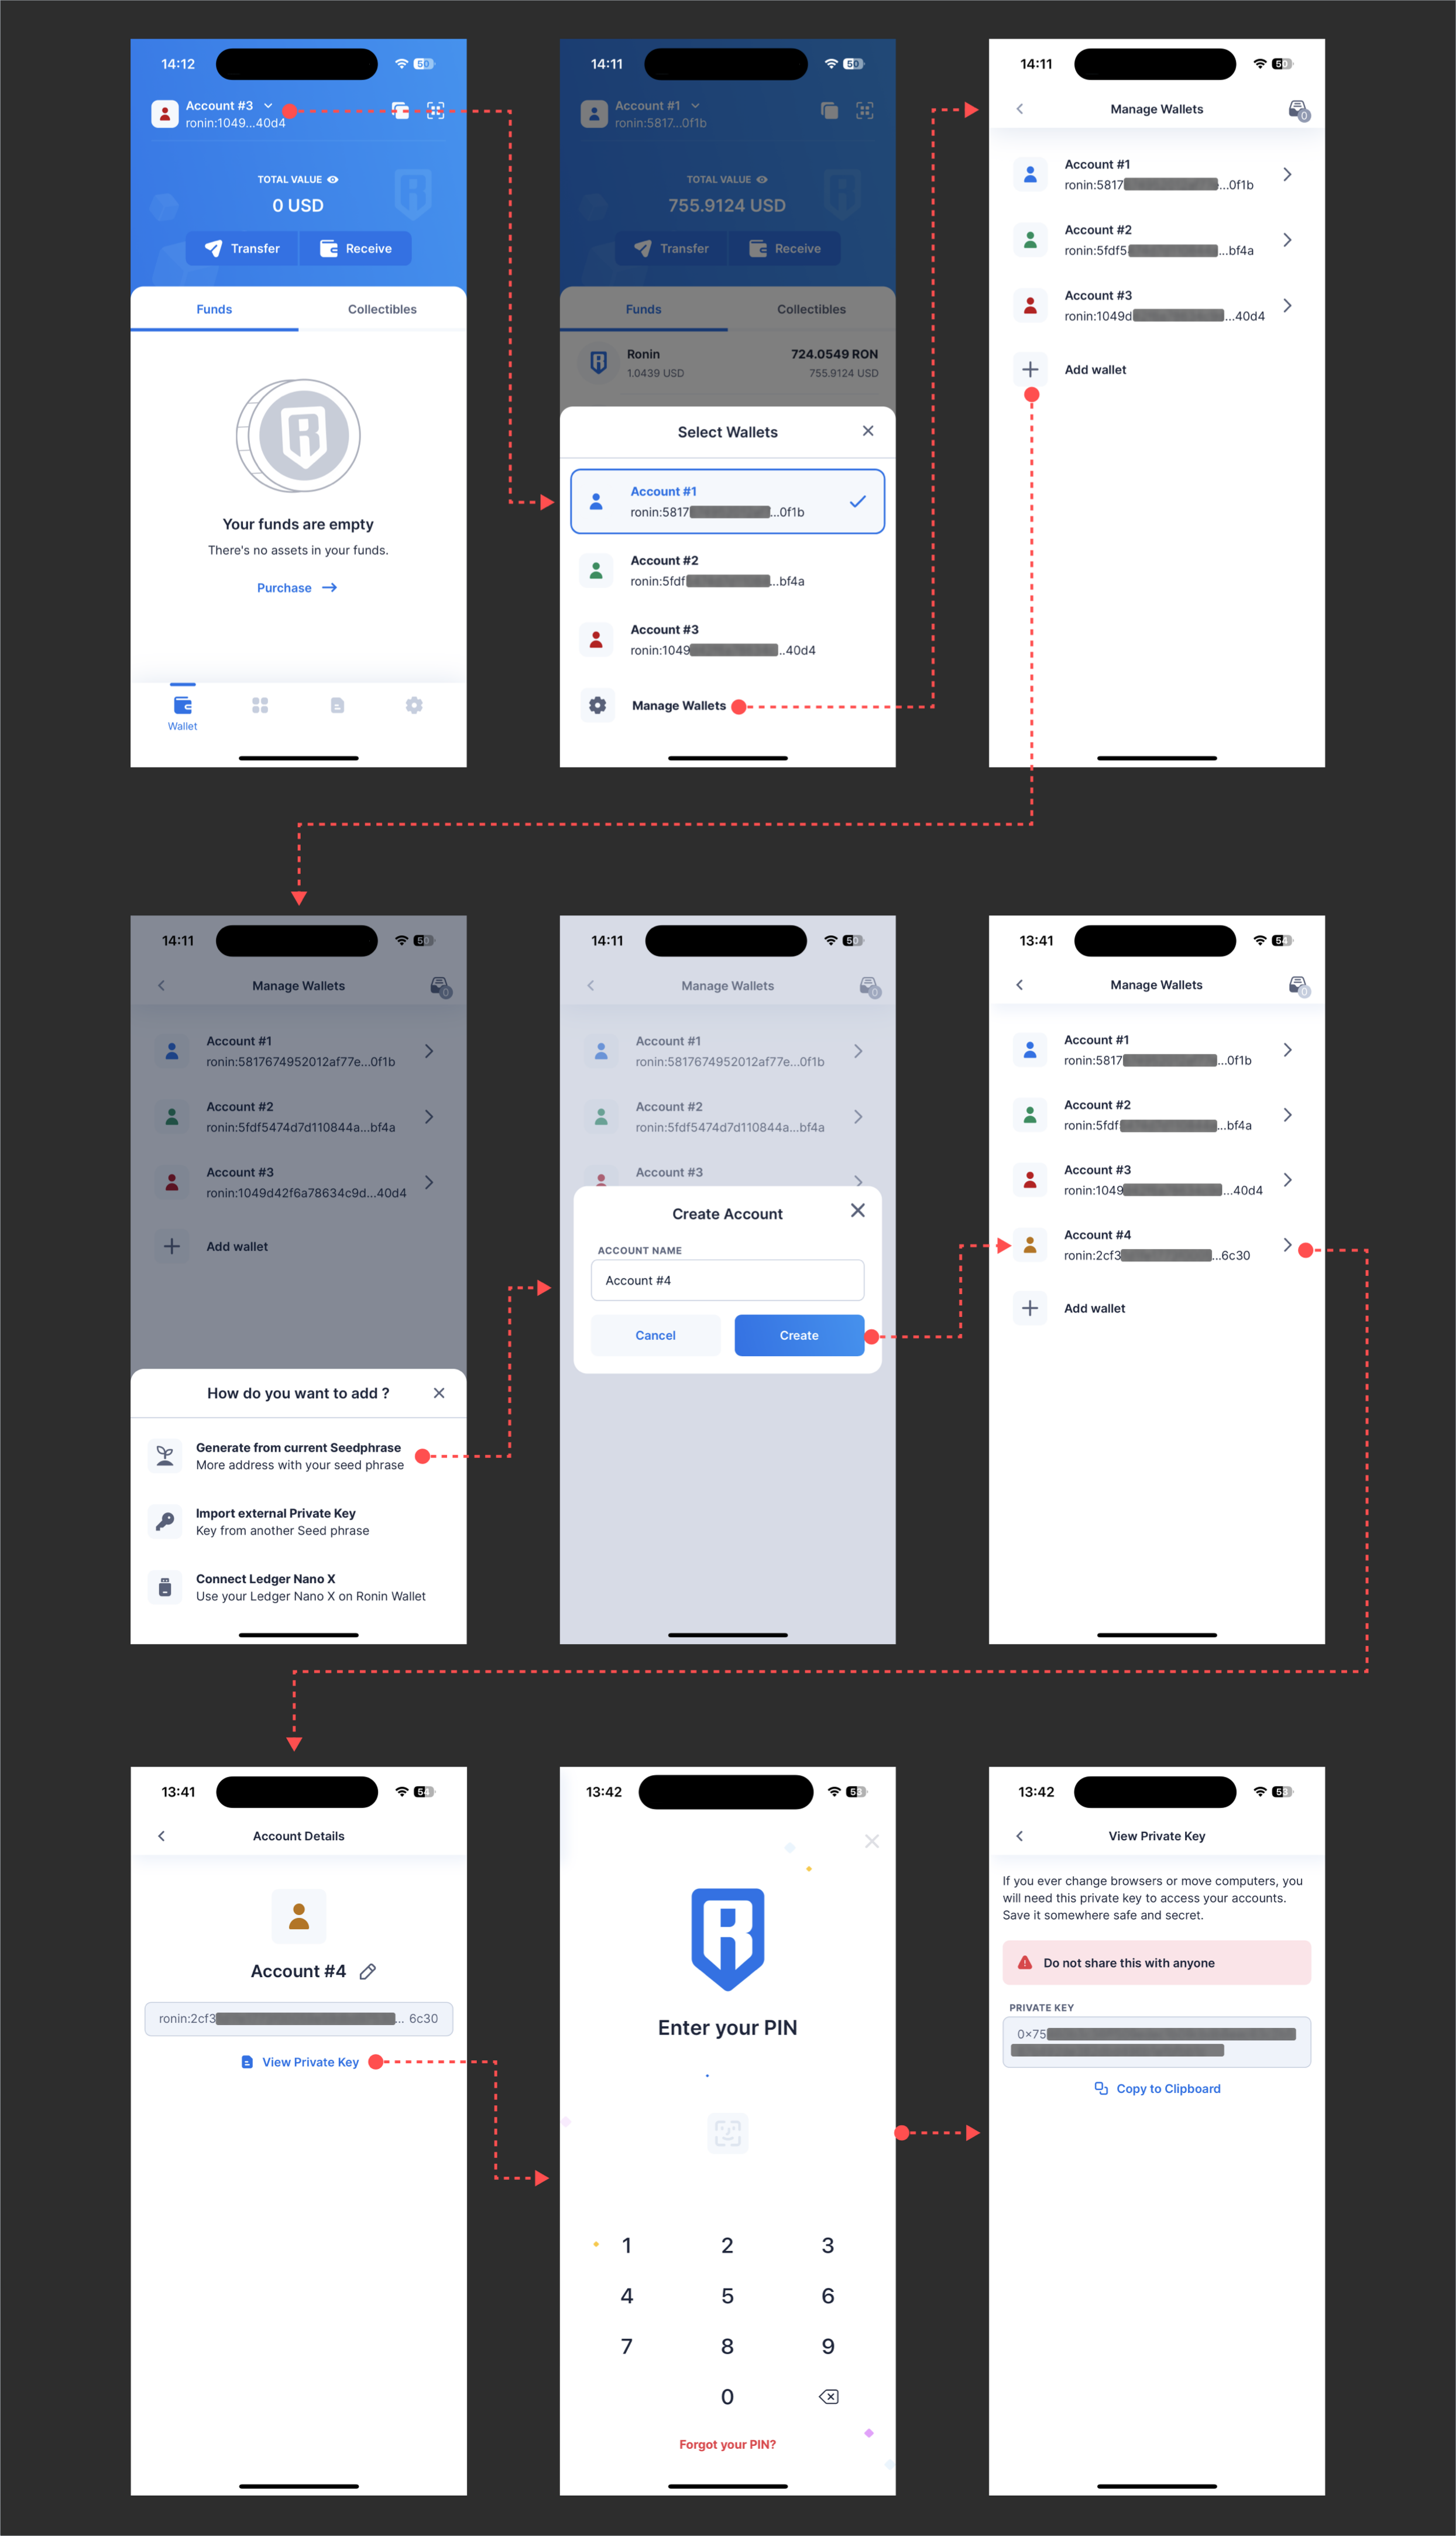 14:12
50
Account #3
ronin:1049...40d4
TOTAL VALUE
0 USD
Transfer
Receive
Funds
Collectibles
Your funds are empty
There's no assets in your funds.
Purchase
Wallet
14:11
50
Account #1
ronin:5817...0f1b
TOTAL VALUE
755.9124 USD
Transfer
Receive
Funds
Collectibles
Ronin
724.0549 RON
1.0439 USD
755.9124 USD
Select Wallets
Account #1
ronin:5817 ...0f1b
Account #2
ronin:5fdf ...bf4a
Account #3
ronin:1049 ..40d4
Manage Wallets
14:11
50
Manage Wallets
0
Account #1
ronin:5817 ...0f1b
Account #2
ronin:5fdf5 ...bf4a
Account #3
ronin:1049d ...40d4
Add wallet
14:11
50
Manage Wallets
0
Account #1
ronin:5817674952012af77e...0f1b
Account #2
ronin:5fdf5474d7d110844a...bf4a
Account #3
ronin:1049d42f6a78634c9d...40d4
Add wallet
How do you want to add ?
Generate from current Seedphrase
More address with your seed phrase
Import external Private Key
Key from another Seed phrase
Connect Ledger Nano X
Use your Ledger Nano X on Ronin Wallet
14:11
50
Manage Wallets
0
Account #1
ronin:5817674952012af77e...0f1b
Account #2
ronin:5fdf5474d7d110844a...bf4a
Account #3
Create Account
ACCOUNT NAME
Account #4
Cancel
Create
13:41
54
Manage Wallets
0
Account #1
ronin:5817 ...0f1b
Account #2
ronin:5fdf ...bf4a
Account #3
ronin:1049 ...40d4
Account #4
ronin:2cf3 ...6c30
Add wallet
13:41
54
Account Details
Account #4
ronin:2cf3 ... 6c30
View Private Key
13:42
53
Enter your PIN
1 2 3
4 5 6
7 8 9
0
Forgot your PIN?
13:42
53
View Private Key
If you ever change browsers or move computers, you
will need this private key to access your accounts.
Save it somewhere safe and secret.
Do not share this with anyone
PRIVATE KEY
0x75
Copy to Clipboard